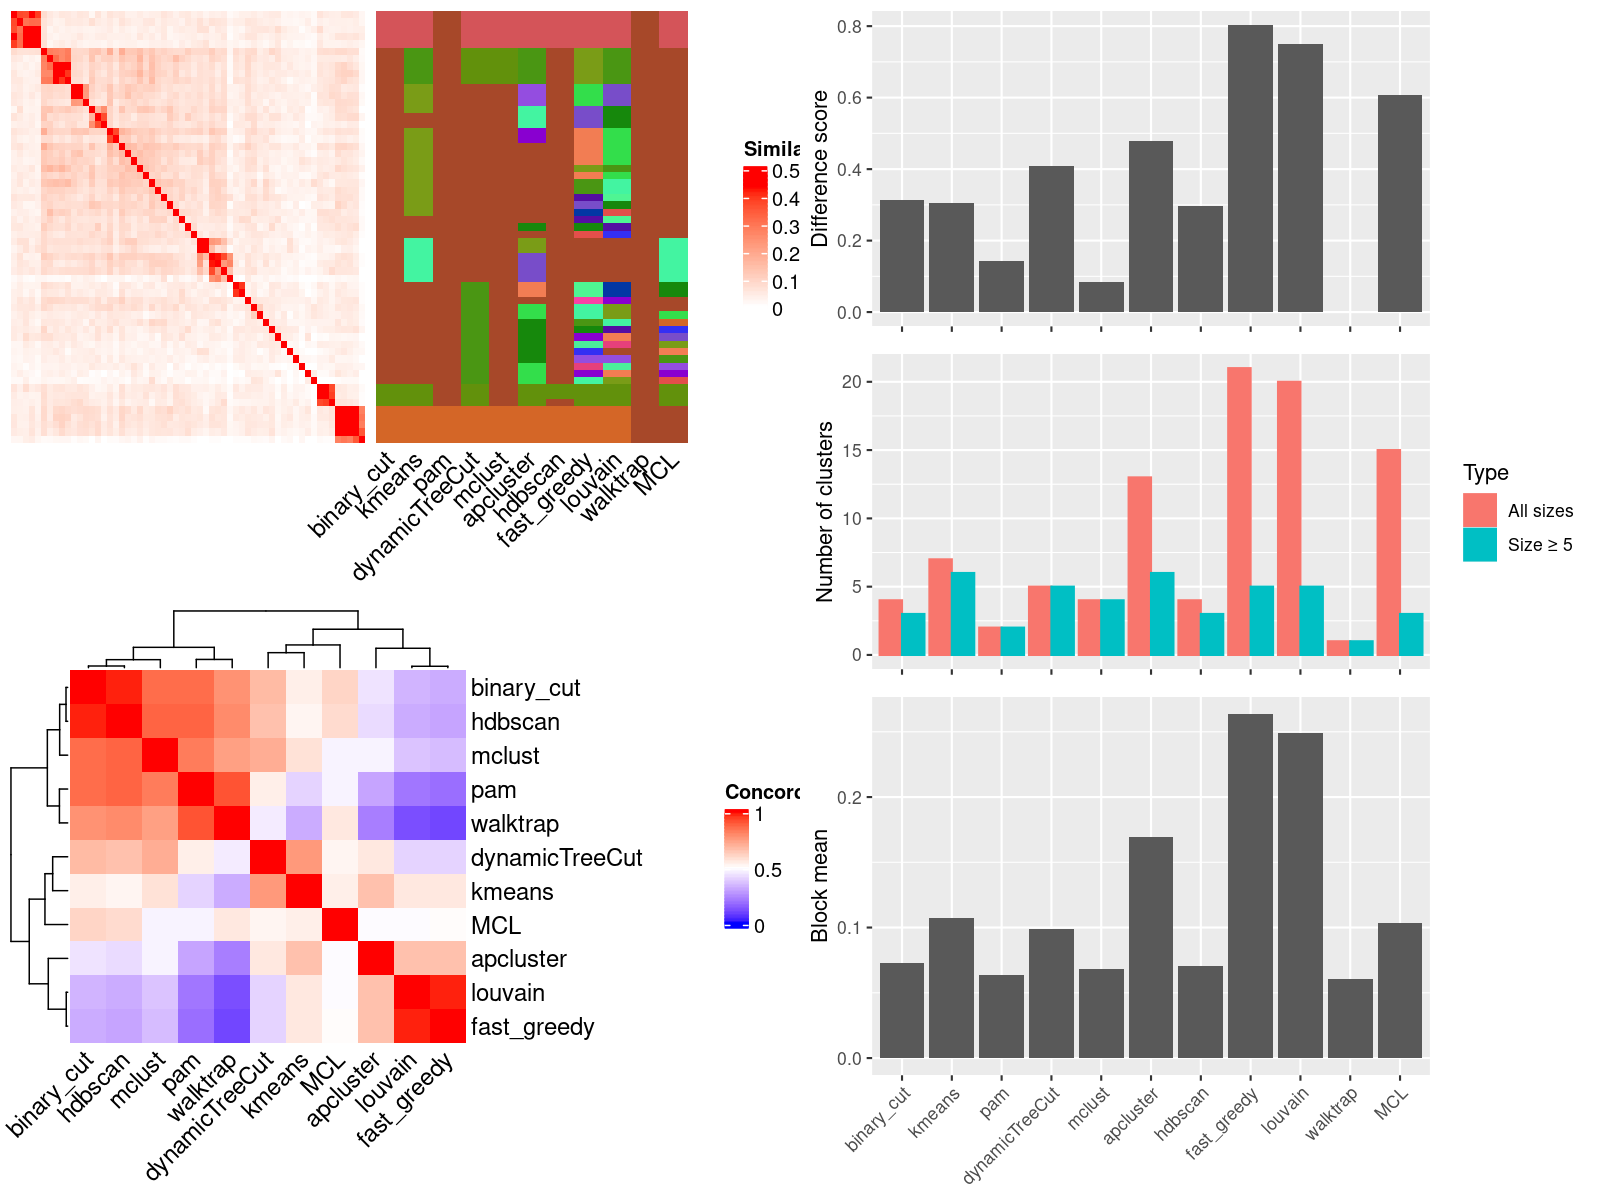 Simila
0.5
0.4
0.3
0.2
0.1
0
binary_cut
kmeans
pam
dynamicTreeCut
mclust
apcluster
hdbscan
fast_greedy
louvain
walktrap
MCL
binary_cut
hdbscan
mclust
pam
walktrap
dynamicTreeCut
kmeans
MCL
apcluster
louvain
fast_greedy
binary_cut
hdbscan
mclust
pam
walktrap
dynamicTreeCut
kmeans
MCL
apcluster
louvain
fast_greedy
Concord
1
0.5
0
Difference score
0.8
0.6
0.4
0.2
0.0
Number of clusters
20
15
10
5
0
Type
All sizes
Size ≥ 5
Block mean
0.2
0.1
0.0
binary_cut
kmeans
pam
dynamicTreeCut
mclust
apcluster
hdbscan
fast_greedy
louvain
walktrap
MCL